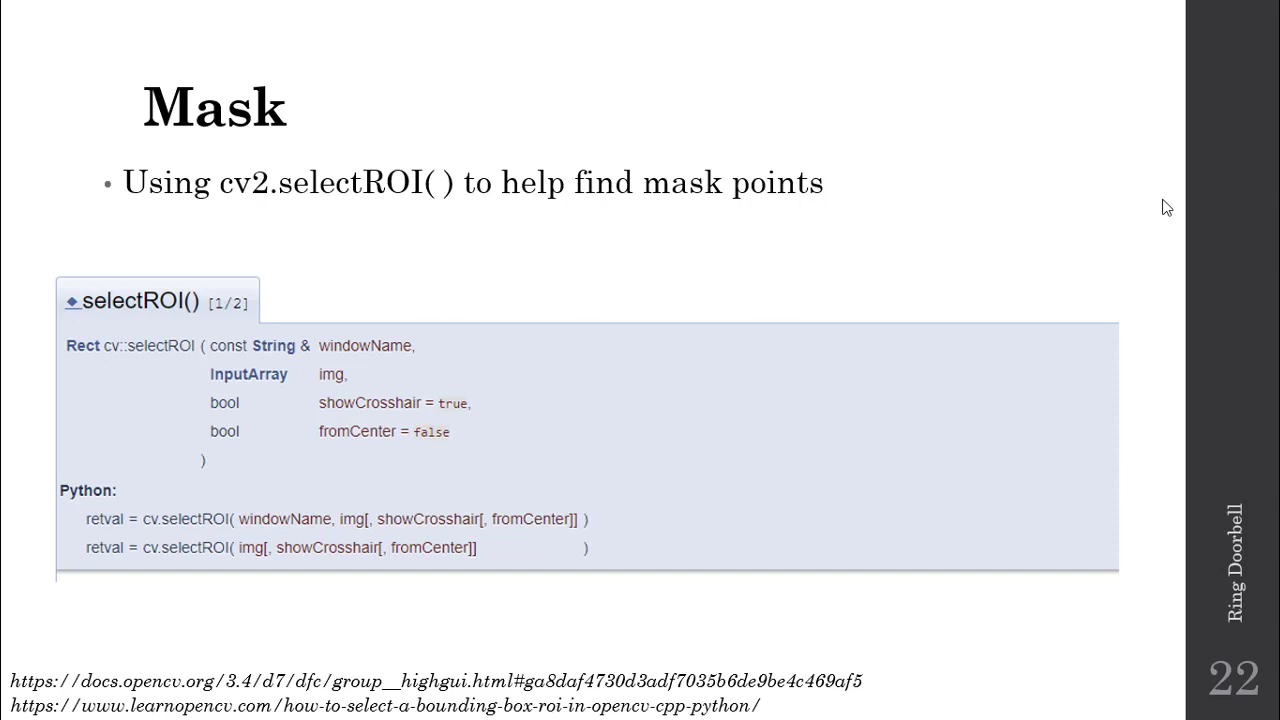 Mask
• Using cv2.selectROI( ) to help find mask points
selectROI() [1/2]
Rect cv::selectROI ( const String & windowName,
InputArray img,
bool showCrosshair = true,
bool fromCenter = false
)
Python:
retval = cv.selectROI( windowName, img[, showCrosshair[, fromCenter]] )
retval = cv.selectROI( img[, showCrosshair[, fromCenter]] )
Ring Doorbell
22
https://docs.opencv.org/3.4/d7/dfc/group__highgui.html#ga8daf4730d3adf7035b6de9be4c469af5
https://www.learnopencv.com/how-to-select-a-bounding-box-roi-in-opencv-cpp-python/